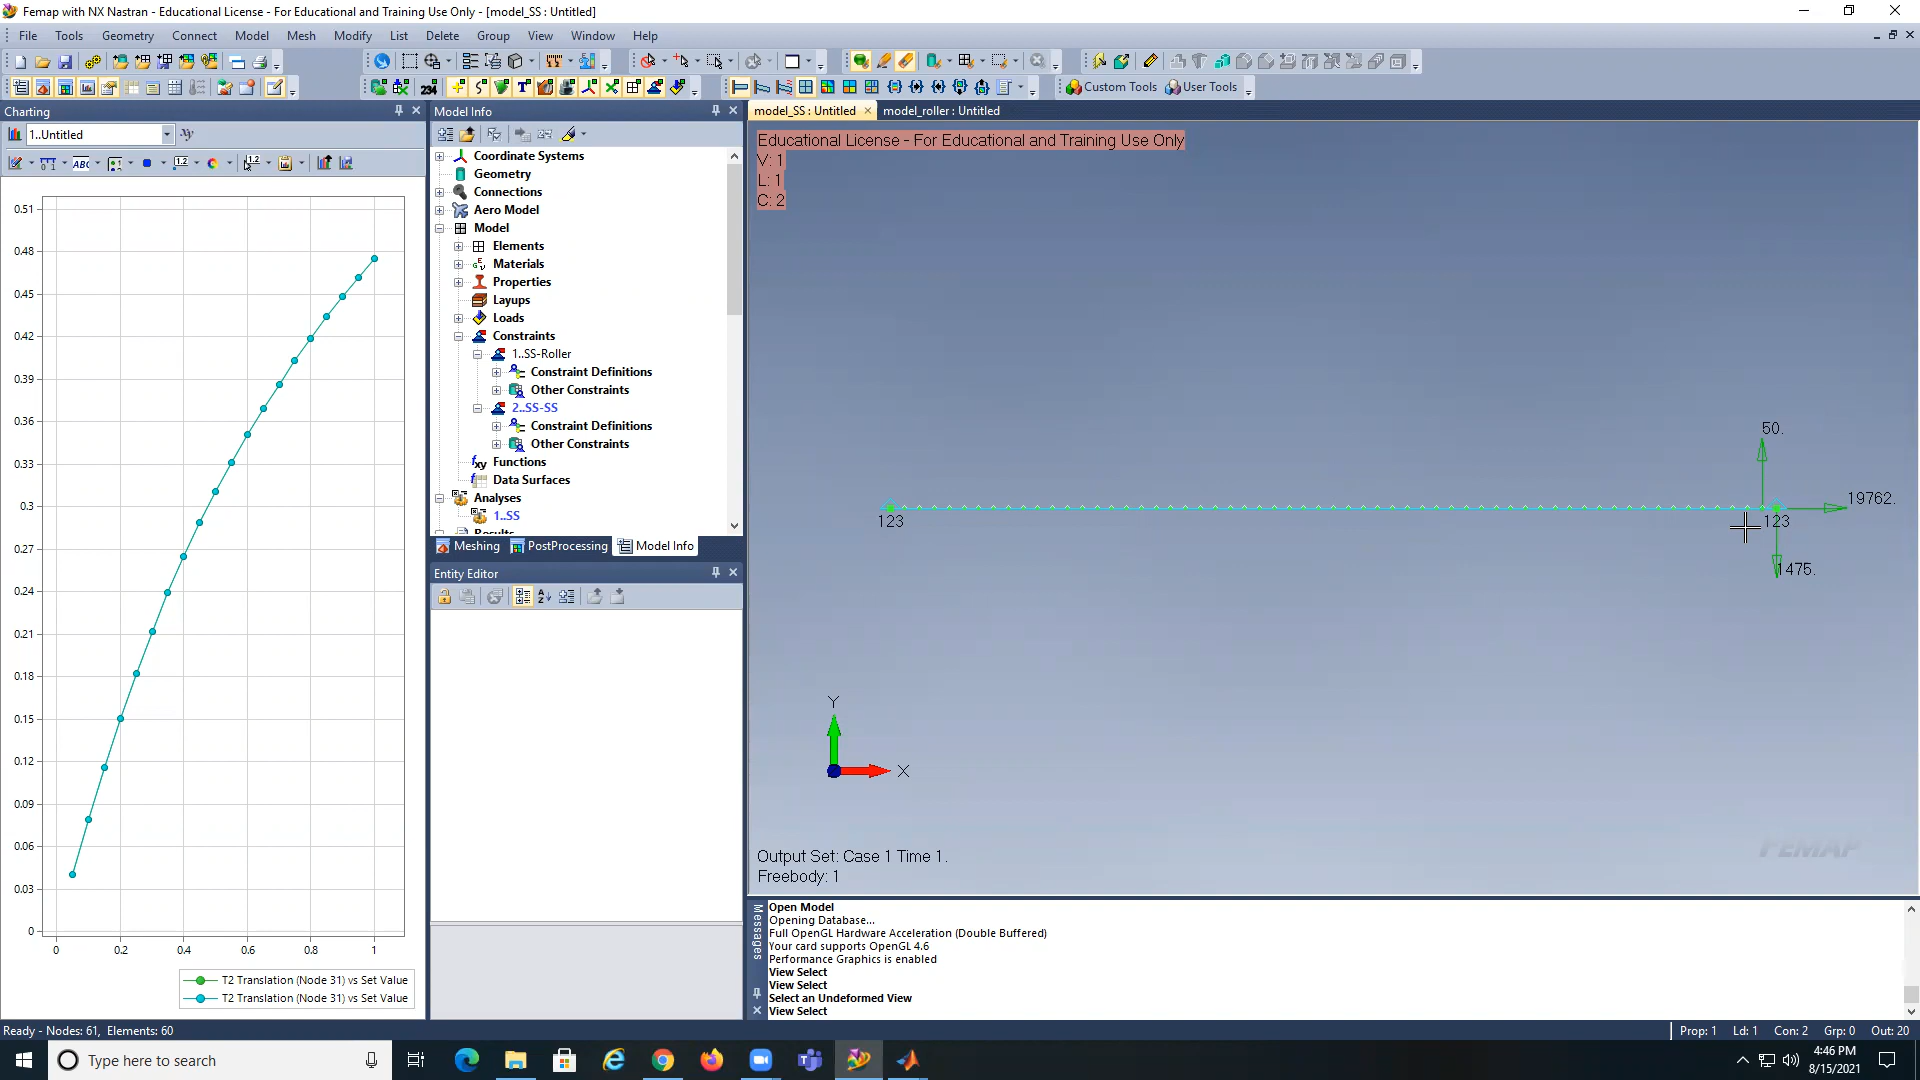 Femap with NX Nastran - Educational License - For Educational and Training Use Only - [model_SS : Untitled]
File Tools Geometry Connect Model Mesh Modify List Delete Group View Window Help
234
Custom Tools User Tools
Charting
1..Untitled
xy
ABC
1.2
1.2
0.51
0.48
0.45
0.42
0.39
0.36
0.33
0.3
0.27
0.24
0.21
0.18
0.15
0.12
0.09
0.06
0.03
0
0 0.2 0.4 0.6 0.8 1
T2 Translation (Node 31) vs Set Value
T2 Translation (Node 31) vs Set Value
Model Info
Coordinate Systems
Geometry
Connections
Aero Model
Model
Elements
Materials
Properties
Layups
Loads
Constraints
1..SS-Roller
Constraint Definitions
Other Constraints
2..SS-SS
Constraint Definitions
Other Constraints
Functions
Data Surfaces
Analyses
1..SS
Results
Meshing PostProcessing Model Info
Entity Editor
model_SS : Untitled model_roller : Untitled
Educational License - For Educational and Training Use Only
V: 1
L: 1
C: 2
50.
19762.
123
123
1475.
Y
X
Output Set: Case 1 Time 1.
Freebody: 1
FEMAP
Messages
Open Model
Opening Database...
Full OpenGL Hardware Acceleration (Double Buffered)
Your card supports OpenGL 4.6
Performance Graphics is enabled
View Select
View Select
Select an Undeformed View
View Select
Ready - Nodes: 61, Elements: 60
Prop: 1 Ld: 1 Con: 2 Grp: 0 Out: 20
Type here to search
4:46 PM
8/15/2021